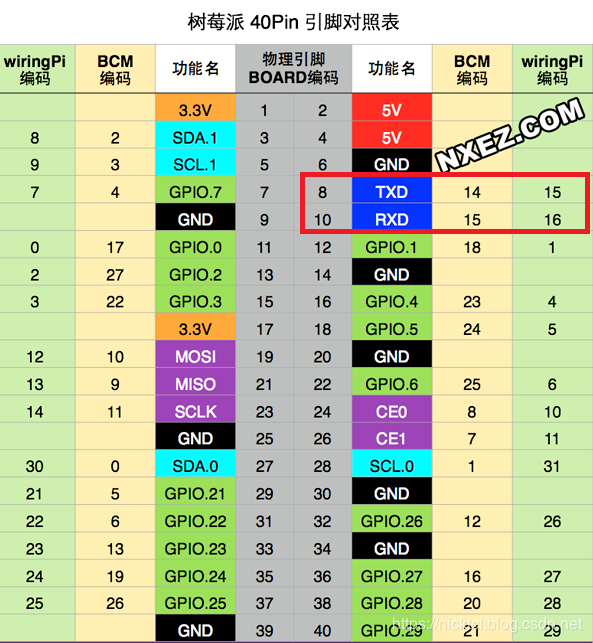 树莓派 40Pin 引脚对照表
wiringPi 编码 BCM 编码 功能名 物理引脚 BOARD编码 功能名 BCM 编码 wiringPi 编码
3.3V 1 2 5V
8 2 SDA.1 3 4 5V
9 3 SCL.1 5 6 GND
7 4 GPIO.7 7 8 TXD 14 15
GND 9 10 RXD 15 16
0 17 GPIO.0 11 12 GPIO.1 18 1
2 27 GPIO.2 13 14 GND
3 22 GPIO.3 15 16 GPIO.4 23 4
3.3V 17 18 GPIO.5 24 5
12 10 MOSI 19 20 GND
13 9 MISO 21 22 GPIO.6 25 6
14 11 SCLK 23 24 CE0 8 10
GND 25 26 CE1 7 11
30 0 SDA.0 27 28 SCL.0 1 31
21 5 GPIO.21 29 30 GND
22 6 GPIO.22 31 32 GPIO.26 12 26
23 13 GPIO.23 33 34 GND
24 19 GPIO.24 35 36 GPIO.27 16 27
25 26 GPIO.25 37 38 GPIO.28 20 28
39 40 GPIO.29 21 29
NXEZ.COM